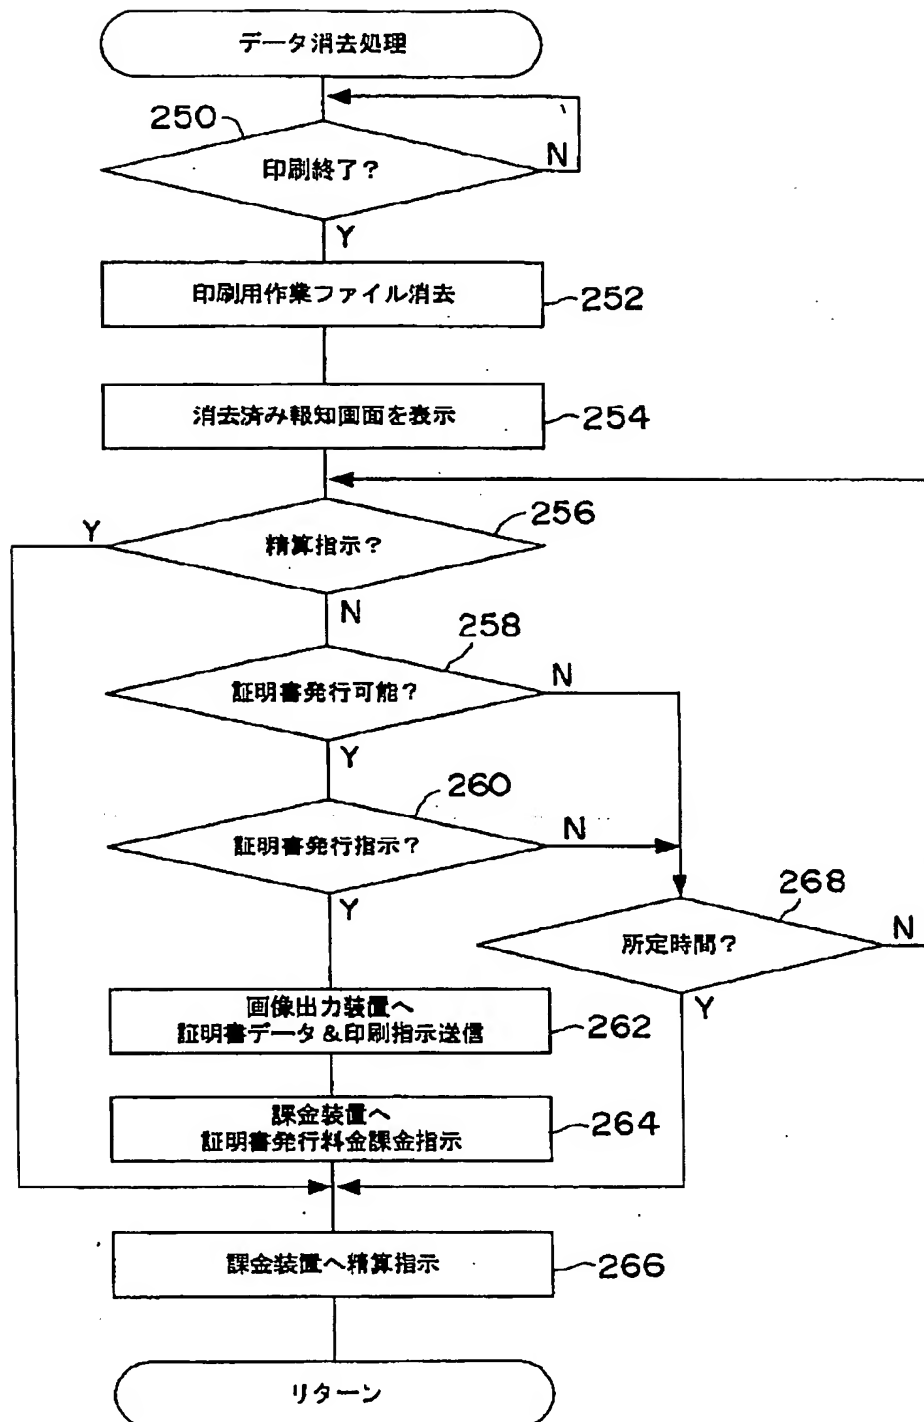 データ消去処理
250
印刷終了?
N
Y
印刷用作業ファイル消去
252
消去済み報知画面を表示
254
256
Y
精算指示?
N
258
証明書発行可能?
N
Y
260
証明書発行指示?
N
Y
268
所定時間?
N
Y
画像出力装置へ
証明書データ&印刷指示送信
262
課金装置へ
証明書発行料金課金指示
264
課金装置へ精算指示
266
リターン